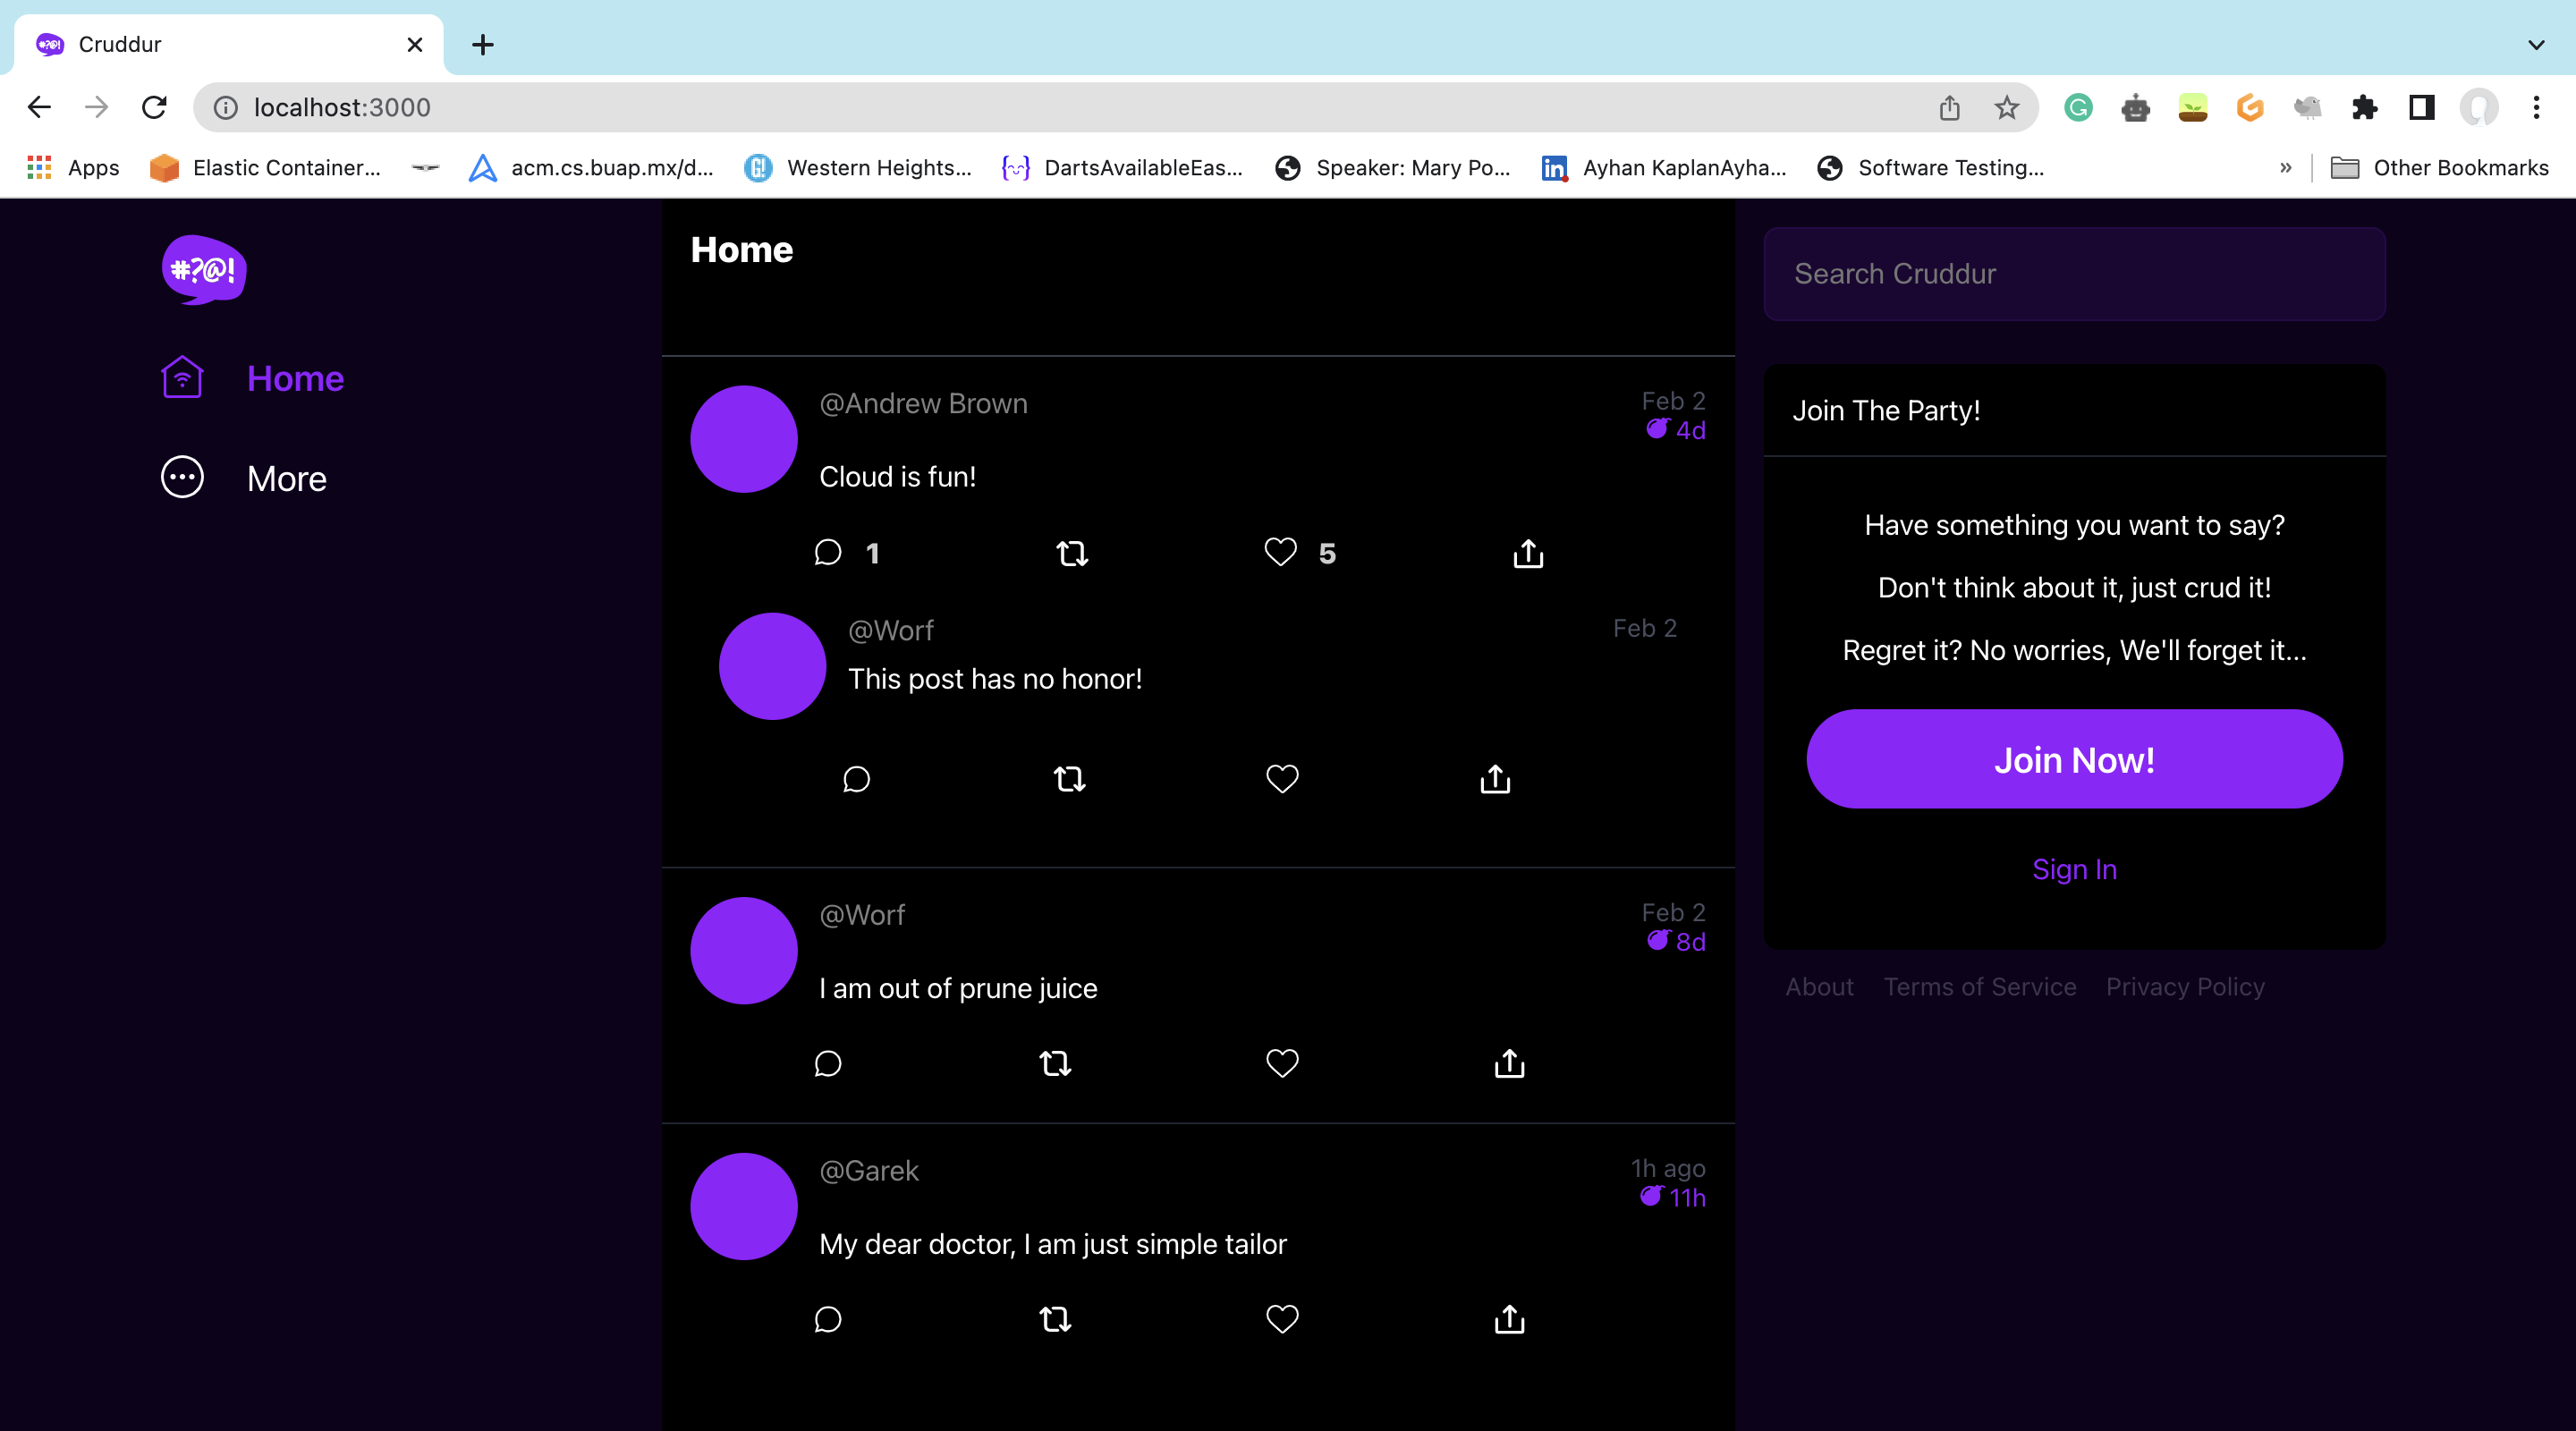 Cruddur
localhost:3000
Apps Elastic Container... acm.cs.buap.mx/d... Western Heights... DartsAvailableEas... Speaker: Mary Po... Ayhan KaplanAyha... Software Testing... » Other Bookmarks
#?@!
Home
More
Home
@Andrew Brown
Feb 2
4d
Cloud is fun!
1
5
@Worf
Feb 2
This post has no honor!
@Worf
Feb 2
8d
I am out of prune juice
@Garek
1h ago
11h
My dear doctor, I am just simple tailor
Search Cruddur
Join The Party!
Have something you want to say?
Don't think about it, just crud it!
Regret it? No worries, We'll forget it...
Join Now!
Sign In
About Terms of Service Privacy Policy